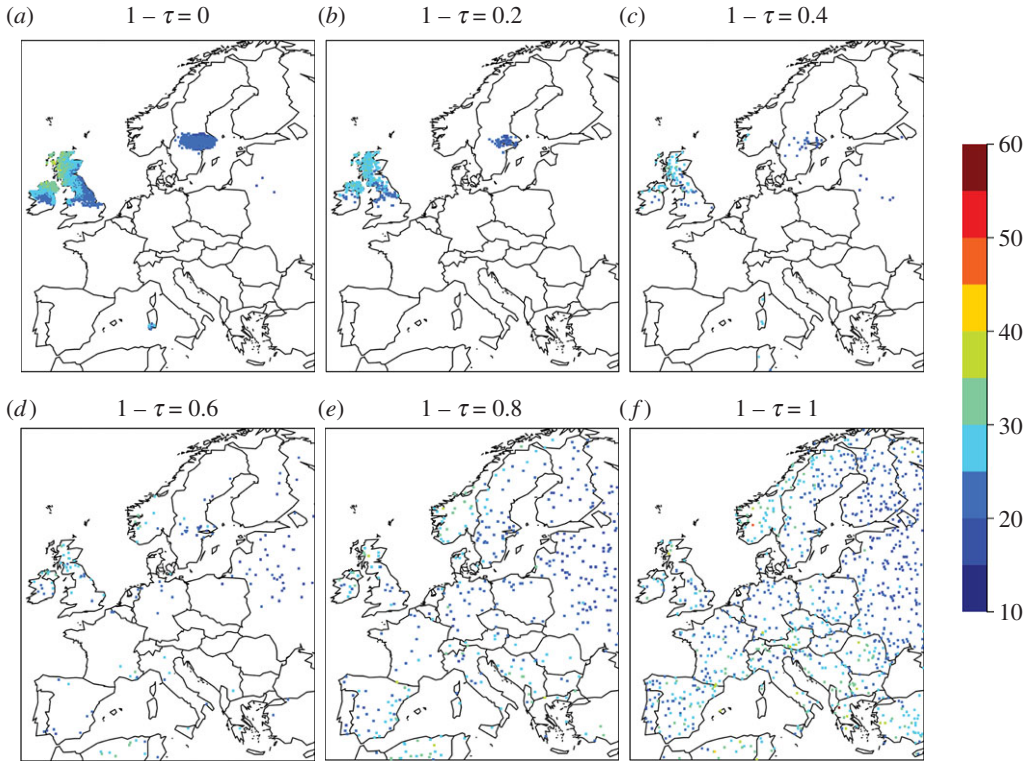 (a) 1 – τ = 0
(b) 1 – τ = 0.2
(c) 1 – τ = 0.4
60
50
40
30
20
10
(d) 1 – τ = 0.6
(e) 1 – τ = 0.8
(f) 1 – τ = 1